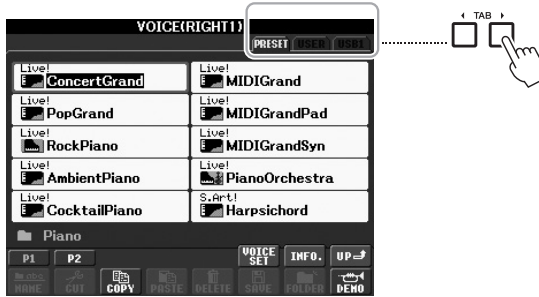 VOICE(RIGHT1)
PRESET USER USB1
TAB
Live!
ConcertGrand
Live!
MIDIGrand
Live!
PopGrand
Live!
MIDIGrandPad
Live!
RockPiano
Live!
MIDIGrandSyn
Live!
AmbientPiano
Live!
PianoOrchestra
Live!
CocktailPiano
S.Art!
Harpsichord
Piano
P1 P2 VOICE SET INFO. UP
NAME CUT COPY PASTE DELETE SAVE FOLDER DEMO